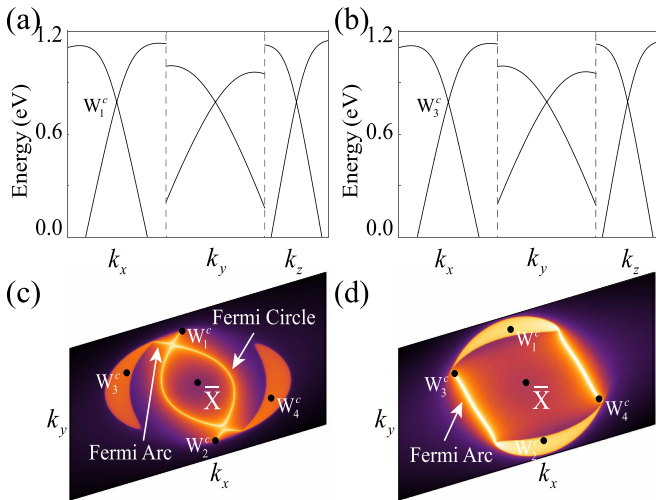 (a)
Energy (eV)
1.2
0.6
0.0
W₁ᶜ
kₓ
k_y
k_z
(b)
Energy (eV)
1.2
0.6
0.0
W₃ᶜ
kₓ
k_y
k_z
(c)
W₁ᶜ
Fermi Circle
W₃ᶜ
X̄
W₄ᶜ
W₂ᶜ
Fermi Arc
k_y
kₓ
(d)
W₁ᶜ
W₃ᶜ
X̄
W₄ᶜ
W₂ᶜ
Fermi Arc
k_y
kₓ